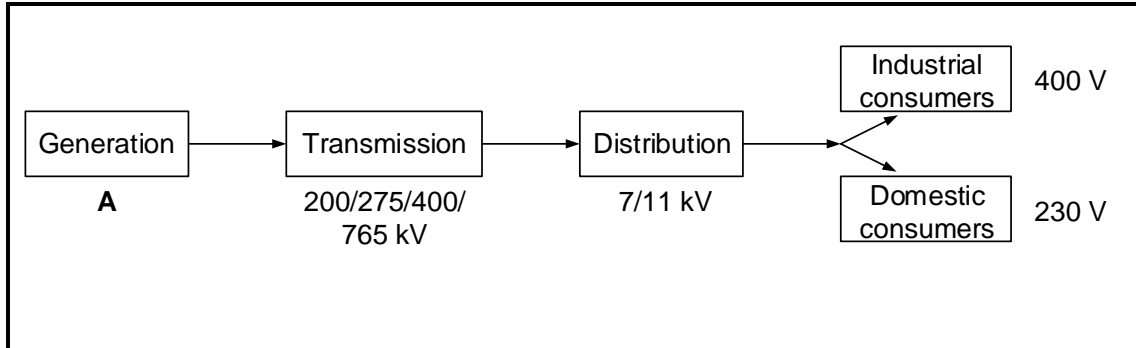 Generation
A
Transmission
200/275/400/
765 kV
Distribution
7/11 kV
Industrial
consumers
400 V
Domestic
consumers
230 V